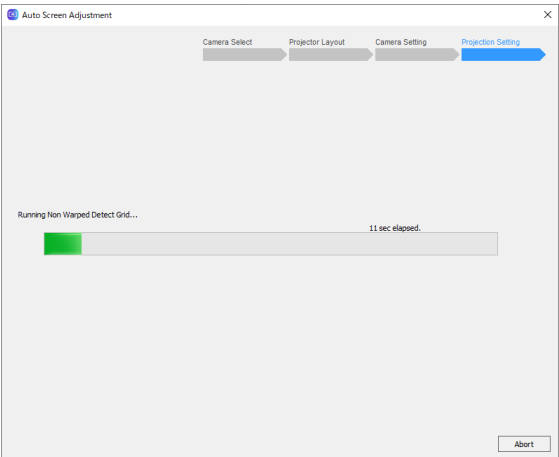 Auto Screen Adjustment
Camera Select Projector Layout Camera Setting Projection Setting
Running Non Warped Detect Grid...
11 sec elapsed.
Abort